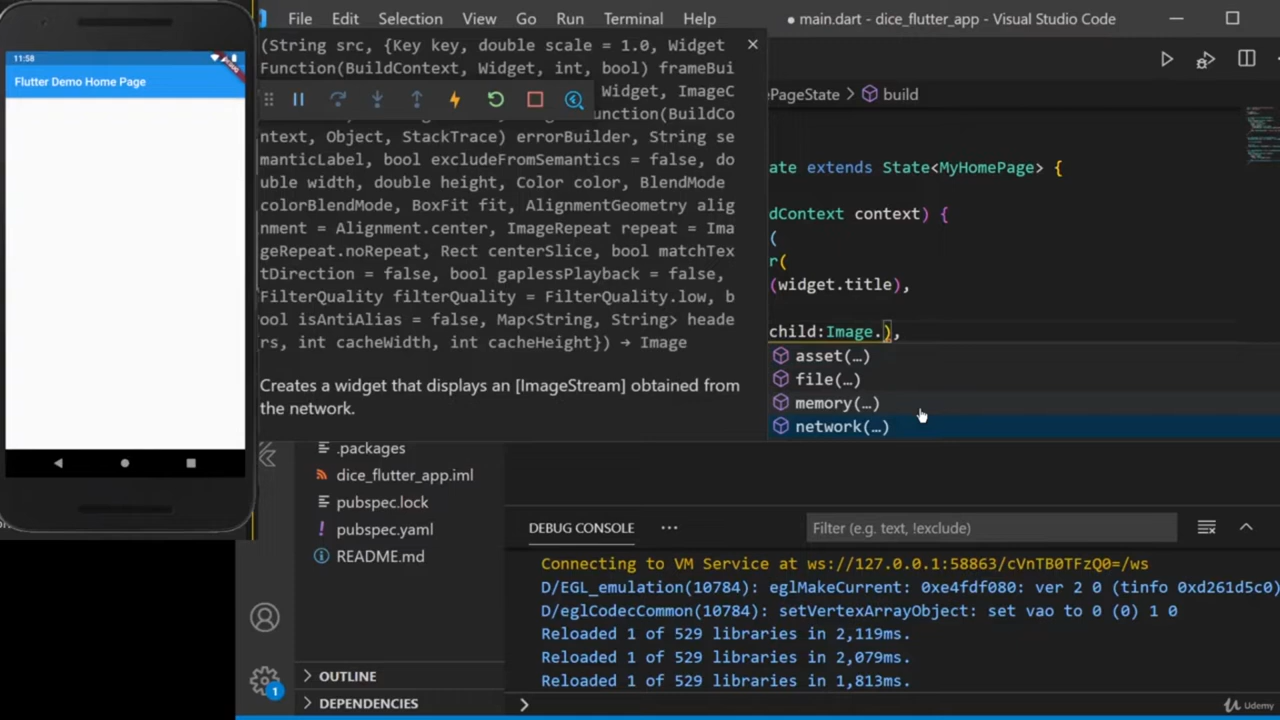 File Edit Selection View Go Run Terminal Help
● main.dart - dice_flutter_app - Visual Studio Code
11:58
Flutter Demo Home Page
(String src, {Key key, double scale = 1.0, Widget
Function(BuildContext, Widget, int, bool) frameBui
Widget, ImageC
unction(BuildCo
ntext, Object, StackTrace) errorBuilder, String se
manticLabel, bool excludeFromSemantics = false, do
uble width, double height, Color color, BlendMode
colorBlendMode, BoxFit fit, AlignmentGeometry alig
nment = Alignment.center, ImageRepeat repeat = Ima
geRepeat.noRepeat, Rect centerSlice, bool matchTex
tDirection = false, bool gaplessPlayback = false,
FilterQuality filterQuality = FilterQuality.low, b
ool isAntiAlias = false, Map<String, String> heade
rs, int cacheWidth, int cacheHeight}) → Image
Creates a widget that displays an [ImageStream] obtained from
the network.
ePageState > build
ate extends State<MyHomePage> {
dContext context) {
(
r(
(widget.title),
child:Image.),
asset(…)
file(…)
memory(…)
network(…)
.packages
dice_flutter_app.iml
pubspec.lock
pubspec.yaml
README.md
OUTLINE
DEPENDENCIES
1
DEBUG CONSOLE ···
Filter (e.g. text, !exclude)
Connecting to VM Service at ws://127.0.0.1:58863/cVnTB0TFzQ0=/ws
D/EGL_emulation(10784): eglMakeCurrent: 0xe4fdf080: ver 2 0 (tinfo 0xd261d5c0)
D/eglCodecCommon(10784): setVertexArrayObject: set vao to 0 (0) 1 0
Reloaded 1 of 529 libraries in 2,119ms.
Reloaded 1 of 529 libraries in 2,079ms.
Reloaded 1 of 529 libraries in 1,813ms.
Udemy